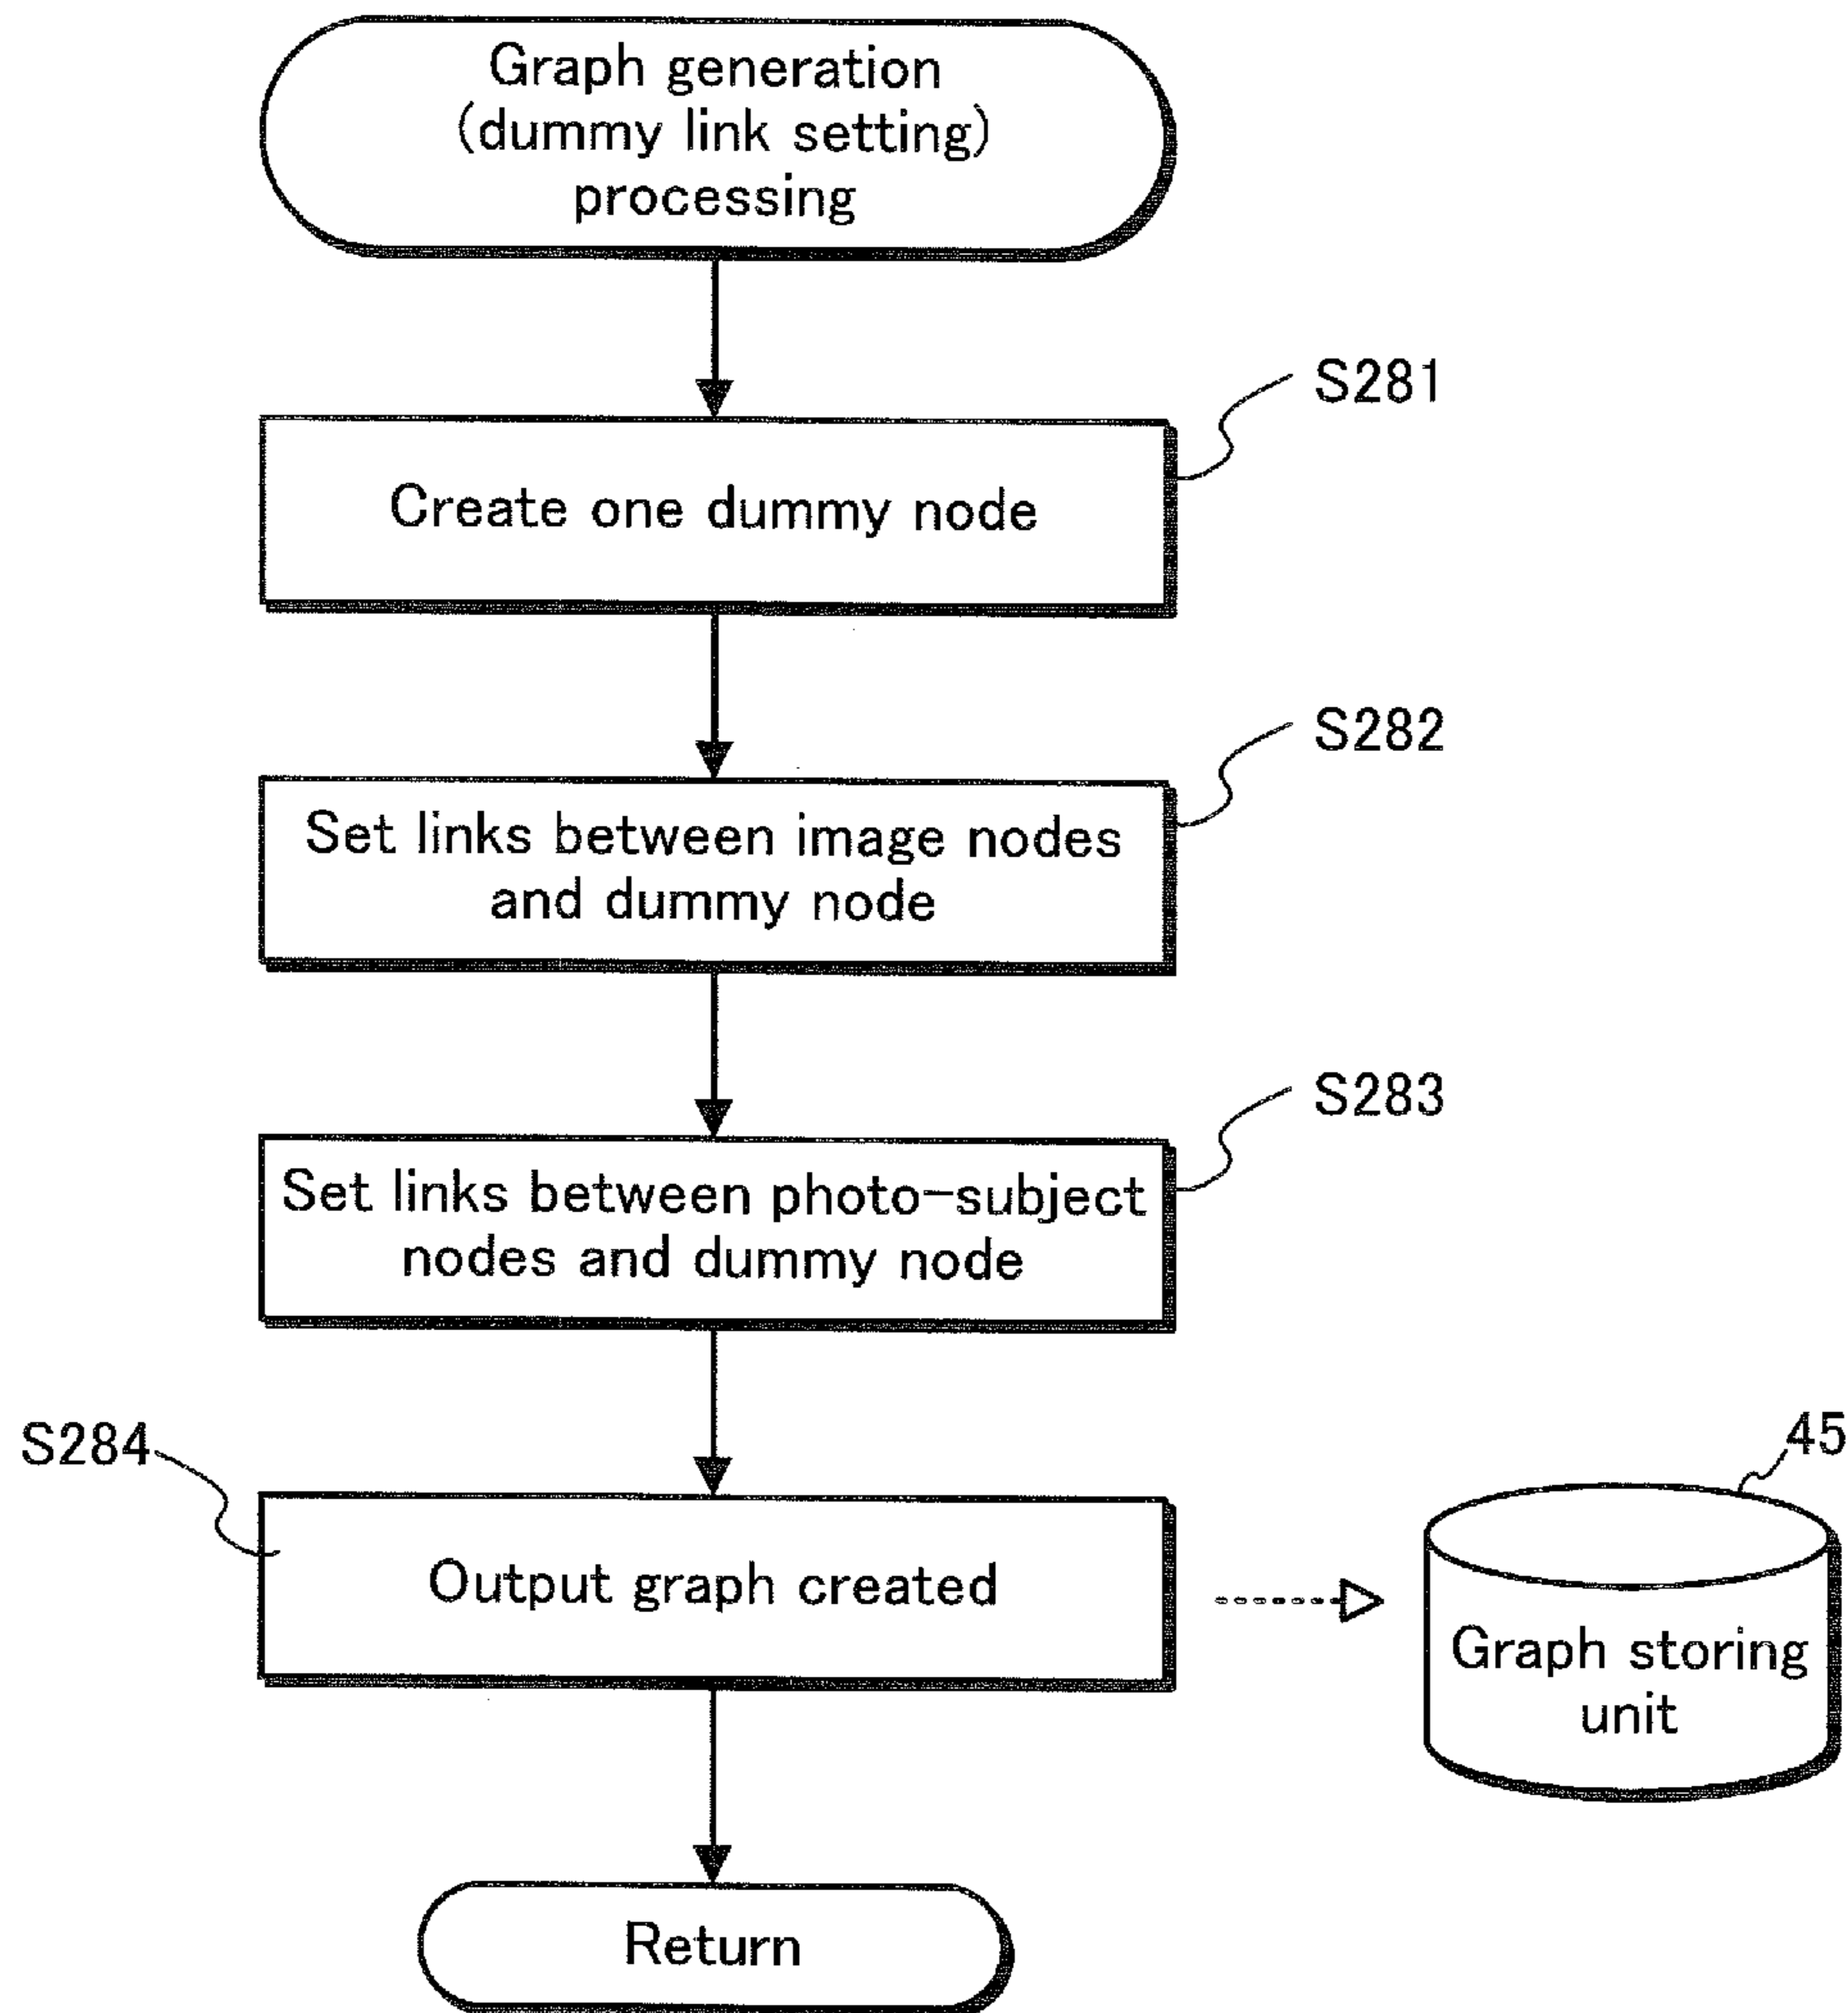 Graph generation
(dummy link setting)
processing
S281
Create one dummy node
S282
Set links between image nodes
and dummy node
S283
Set links between photo-subject
nodes and dummy node
S284
Output graph created
45
Graph storing
unit
Return